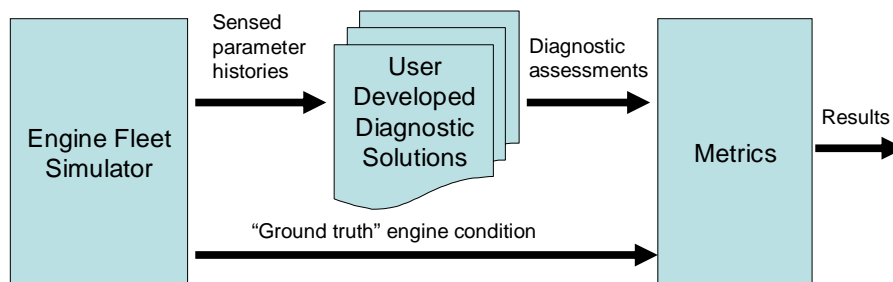 Engine Fleet
Simulator
Sensed
parameter
histories
User
Developed
Diagnostic
Solutions
Diagnostic
assessments
“Ground truth” engine condition
Metrics
Results